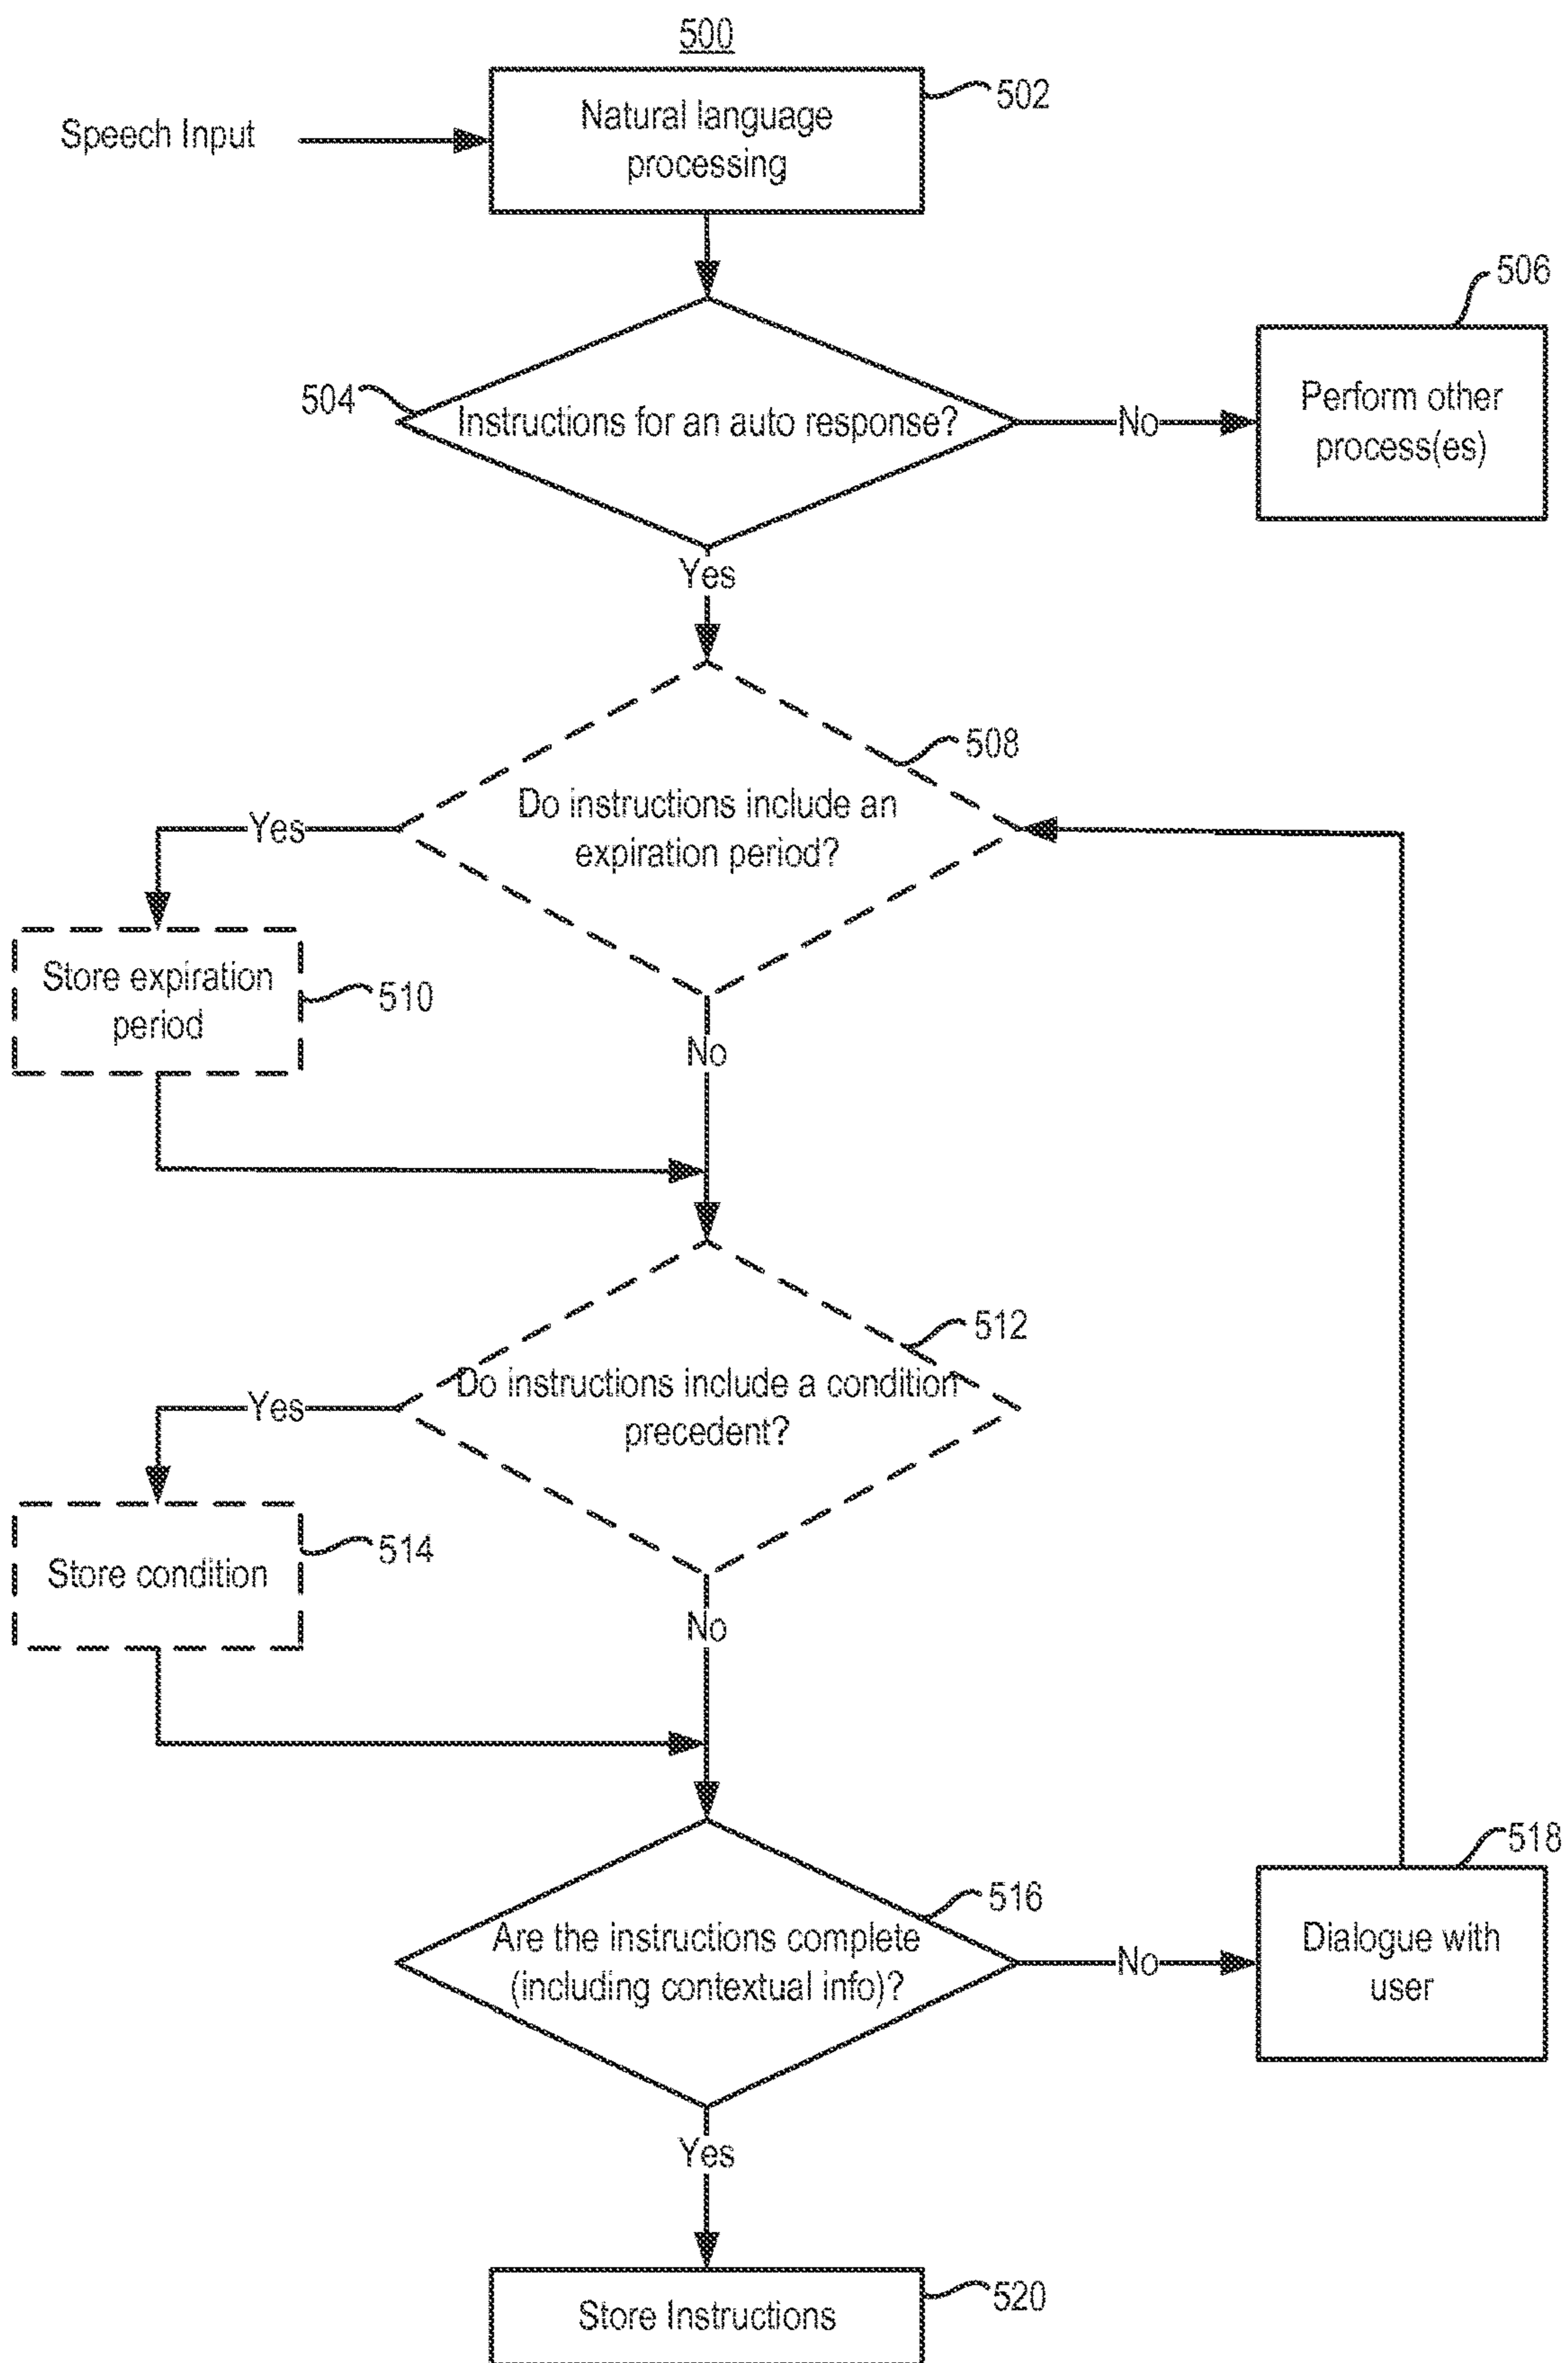 500
502
Speech Input
Natural language
processing
506
504
Instructions for an auto response?
No
Perform other
process(es)
Yes
508
Do instructions include an
expiration period?
Yes
Store expiration
period
510
No
512
Do instructions include a condition
precedent?
Yes
514
Store condition
No
518
516
Are the instructions complete
(including contextual info)?
No
Dialogue with
user
Yes
520
Store Instructions